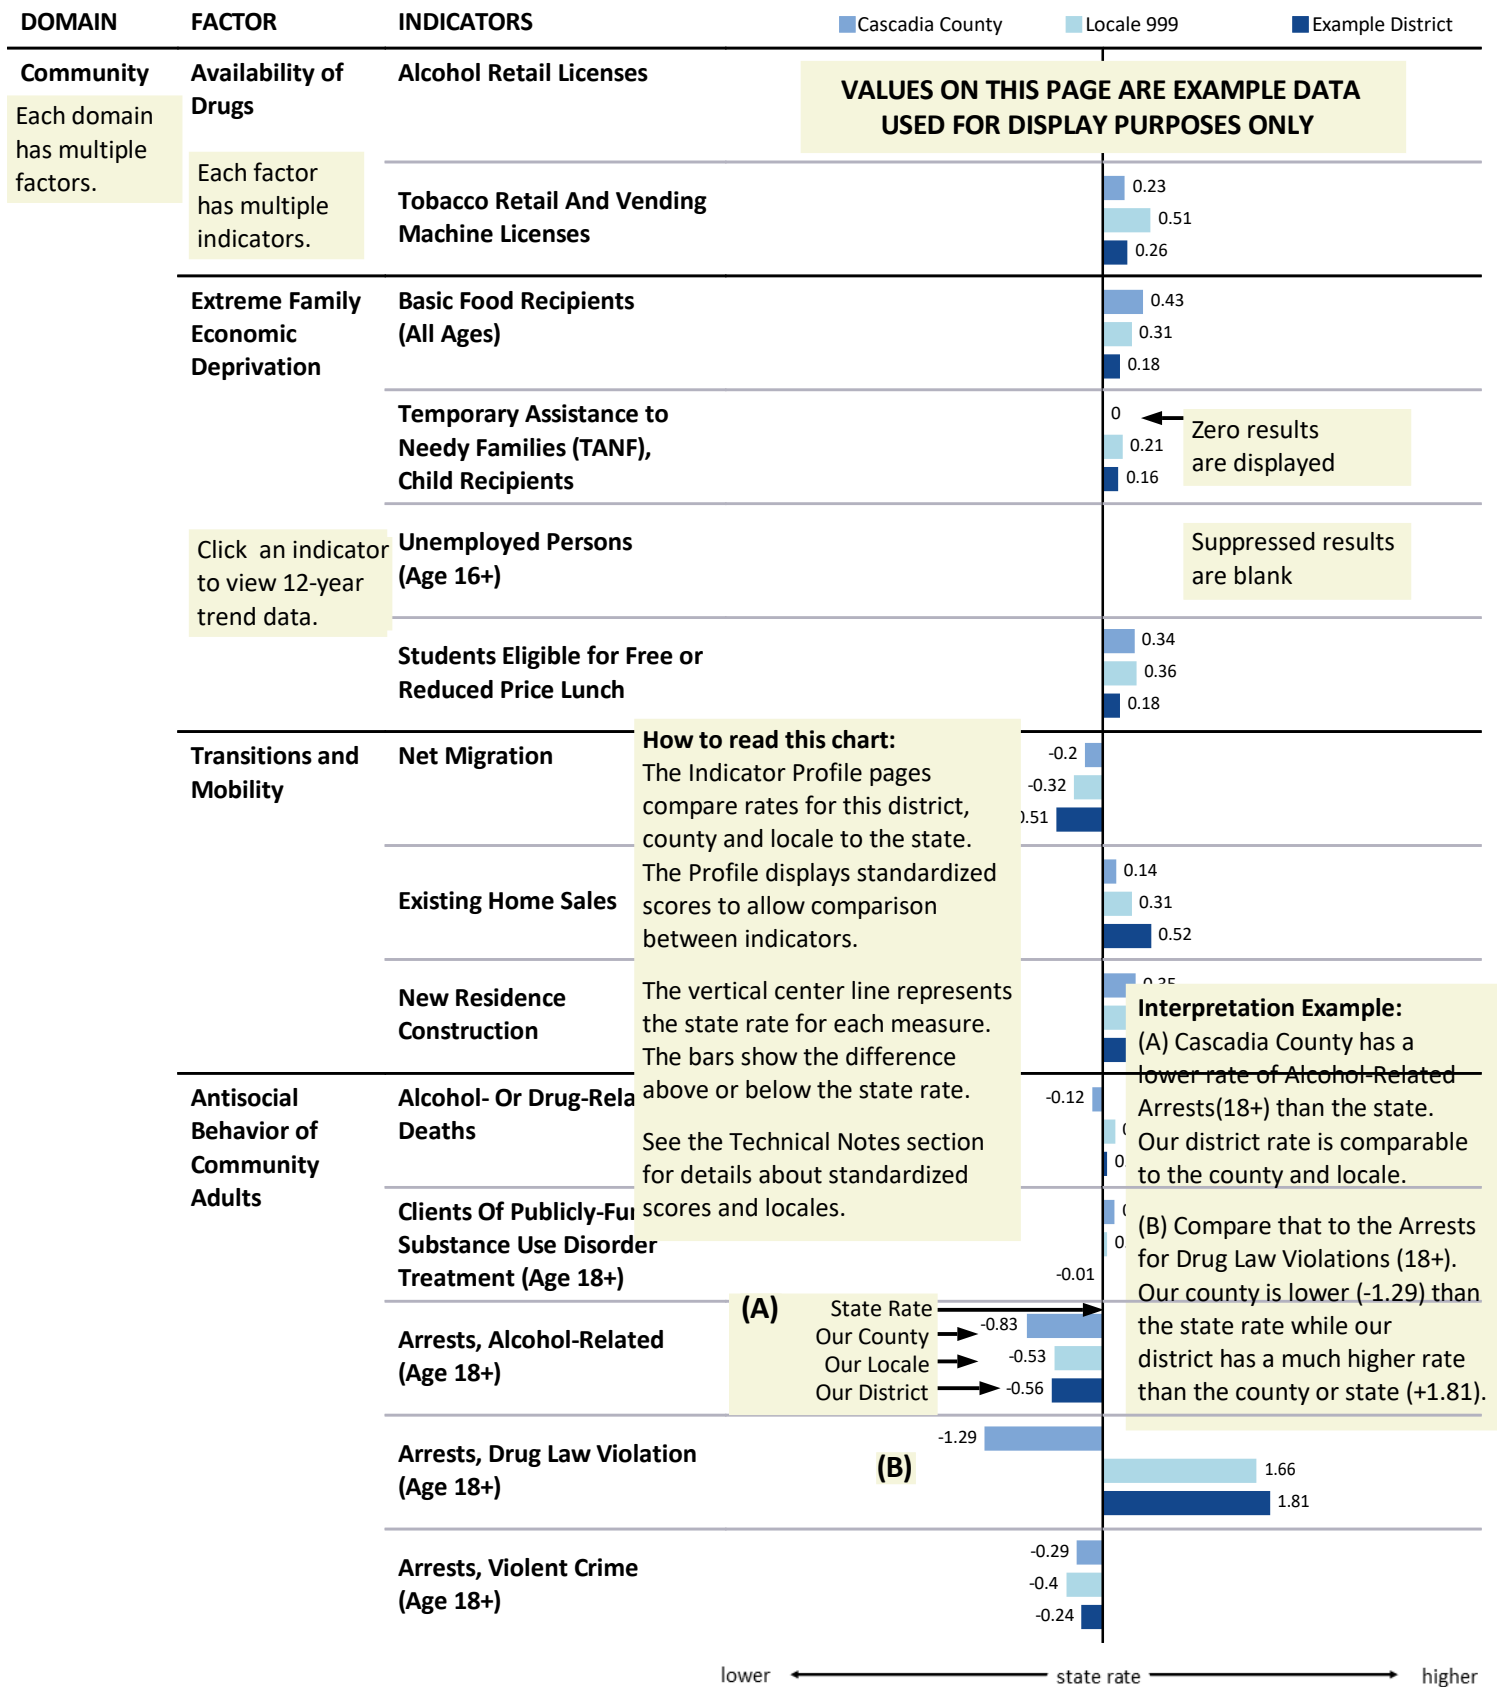 DOMAIN FACTOR INDICATORS Cascadia County Locale 999 Example District
Community
Each domain
has multiple
factors.
Availability of
Drugs
Each factor
has multiple
indicators.
Alcohol Retail Licenses
VALUES ON THIS PAGE ARE EXAMPLE DATA
USED FOR DISPLAY PURPOSES ONLY
Tobacco Retail And Vending
Machine Licenses
0.23
0.51
0.26
Extreme Family
Economic
Deprivation
Basic Food Recipients
(All Ages)
0.43
0.31
0.18
Temporary Assistance to
Needy Families (TANF),
Child Recipients
0
0.21
0.16
Zero results
are displayed
Click an indicator
to view 12-year
trend data.
Unemployed Persons
(Age 16+)
Suppressed results
are blank
Students Eligible for Free or
Reduced Price Lunch
0.34
0.36
0.18
Transitions and
Mobility
Net Migration
-0.2
-0.32
0.51
Existing Home Sales
0.14
0.31
0.52
New Residence
Construction
0.35
How to read this chart:
The Indicator Profile pages
compare rates for this district,
county and locale to the state.
The Profile displays standardized
scores to allow comparison
between indicators.
The vertical center line represents
the state rate for each measure.
The bars show the difference
above or below the state rate.
See the Technical Notes section
for details about standardized
scores and locales.
Interpretation Example:
(A) Cascadia County has a
lower rate of Alcohol-Related
Arrests(18+) than the state.
Our district rate is comparable
to the county and locale.
(B) Compare that to the Arrests
for Drug Law Violations (18+).
Our county is lower (-1.29) than
the state rate while our
district has a much higher rate
than the county or state (+1.81).
Antisocial
Behavior of
Community
Adults
Alcohol- Or Drug-Rela
Deaths
-0.12
0
0.
Clients Of Publicly-Fu
Substance Use Disorder
Treatment (Age 18+)
0
0.
-0.01
Arrests, Alcohol-Related
(Age 18+)
(A)
State Rate
Our County
Our Locale
Our District
-0.83
-0.53
-0.56
Arrests, Drug Law Violation
(Age 18+)
(B)
-1.29
1.66
1.81
Arrests, Violent Crime
(Age 18+)
-0.29
-0.4
-0.24
lower state rate higher